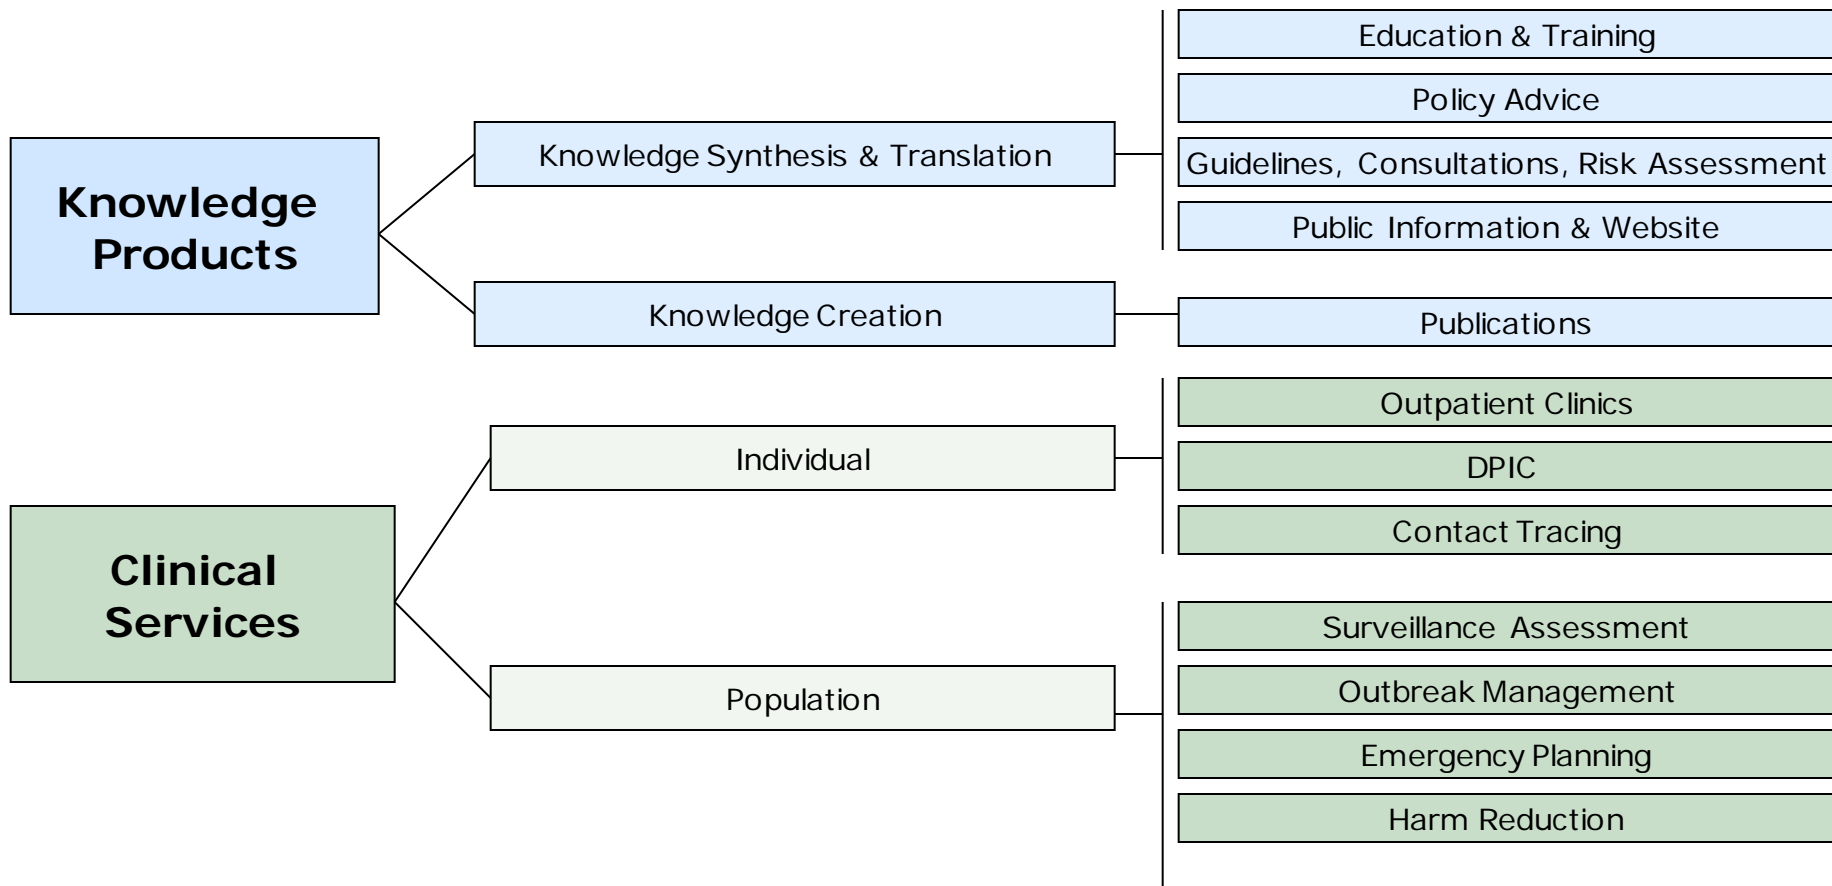 Education & Training
Policy Advice
Knowledge Synthesis & Translation
Guidelines, Consultations, Risk Assessment
Knowledge
Products
Public Information & Website
Knowledge Creation
Publications
Outpatient Clinics
Individual
DPIC
Contact Tracing
Clinical
Services
Surveillance Assessment
Population
Outbreak Management
Emergency Planning
Harm Reduction